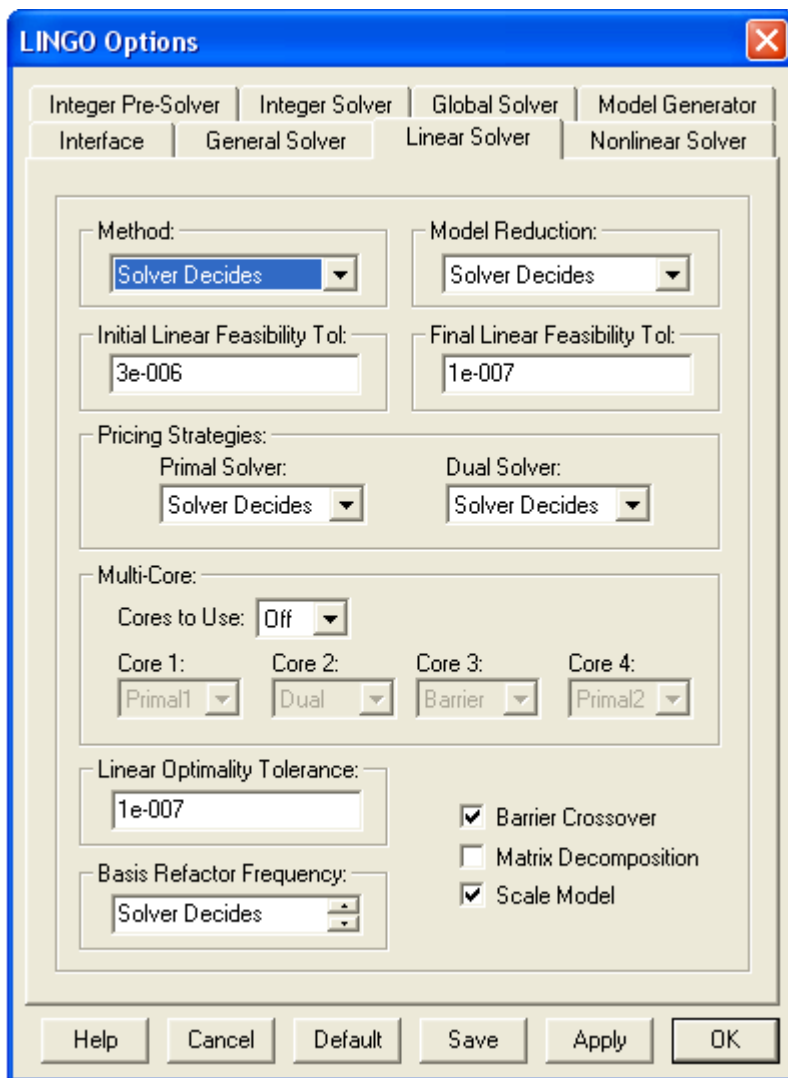 LINGO Options
Integer Pre-Solver Integer Solver Global Solver Model Generator
Interface General Solver Linear Solver Nonlinear Solver
Method: Model Reduction:
Solver Decides Solver Decides
Initial Linear Feasibility Tol: Final Linear Feasibility Tol:
3e-006 1e-007
Pricing Strategies:
Primal Solver: Dual Solver:
Solver Decides Solver Decides
Multi-Core:
Cores to Use: Off
Core 1: Core 2: Core 3: Core 4:
Primal1 Dual Barrier Primal2
Linear Optimality Tolerance:
1e-007
Barrier Crossover
Matrix Decomposition
Basis Refactor Frequency:
Scale Model
Solver Decides
Help Cancel Default Save Apply OK